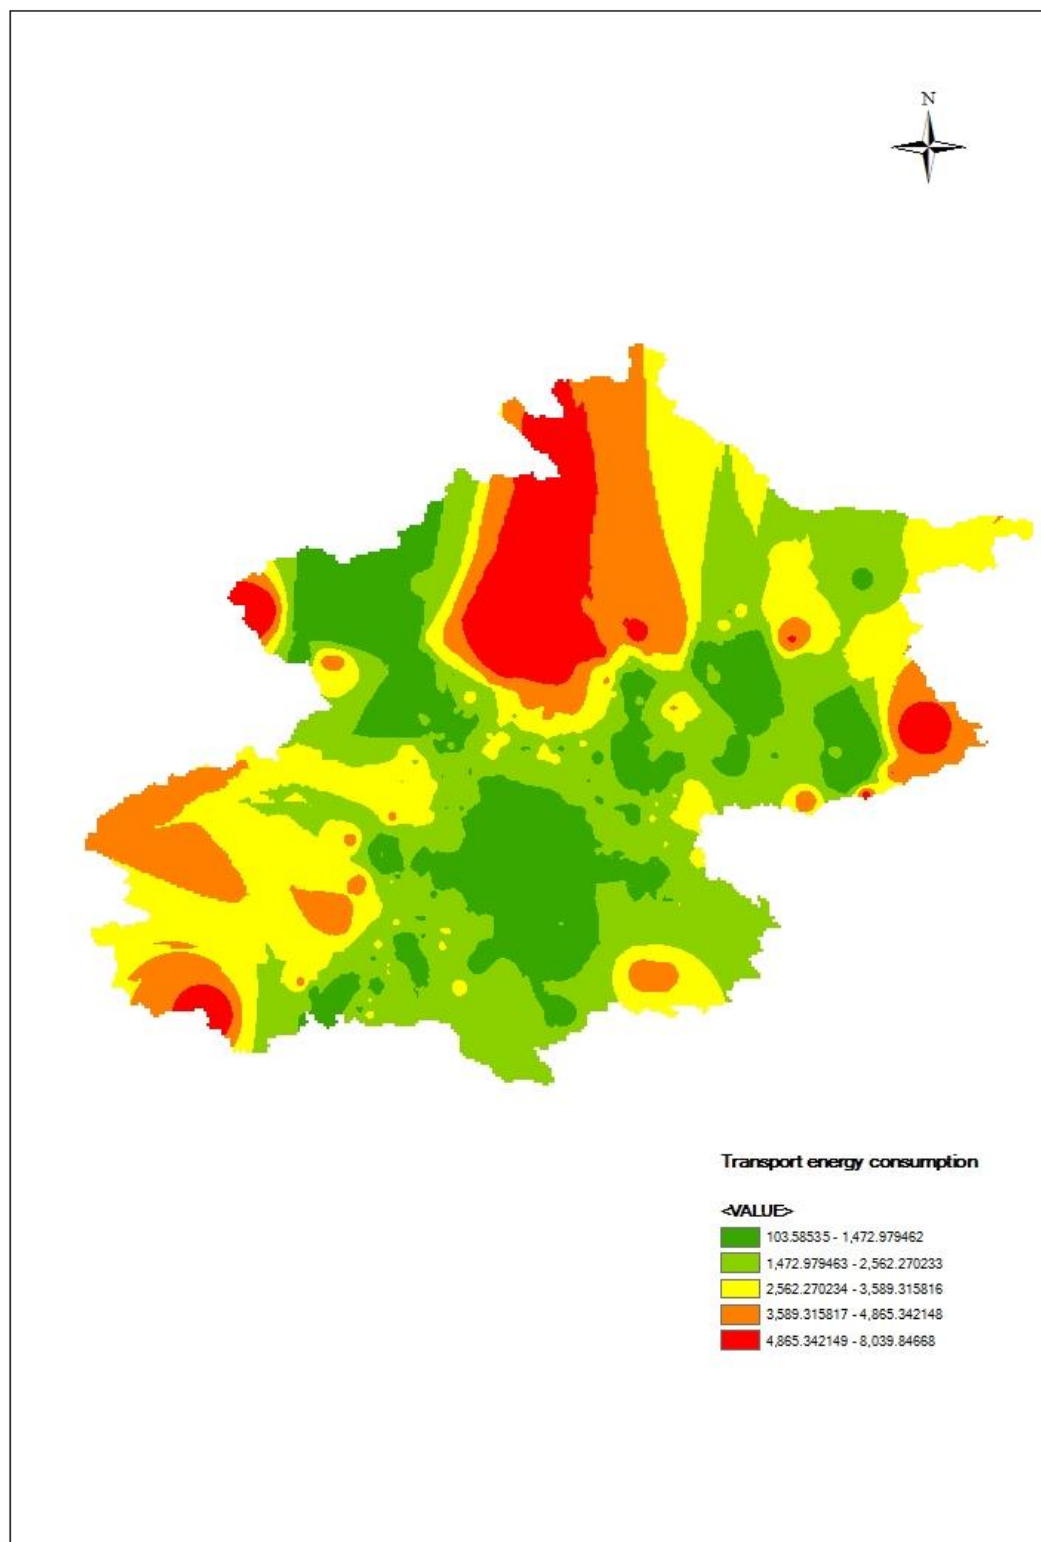 N
Transport energy consumption
<VALUE>
103.58535 - 1,472.979462
1,472.979463 - 2,562.270233
2,562.270234 - 3,589.315816
3,589.315817 - 4,865.342148
4,865.342149 - 8,039.84668